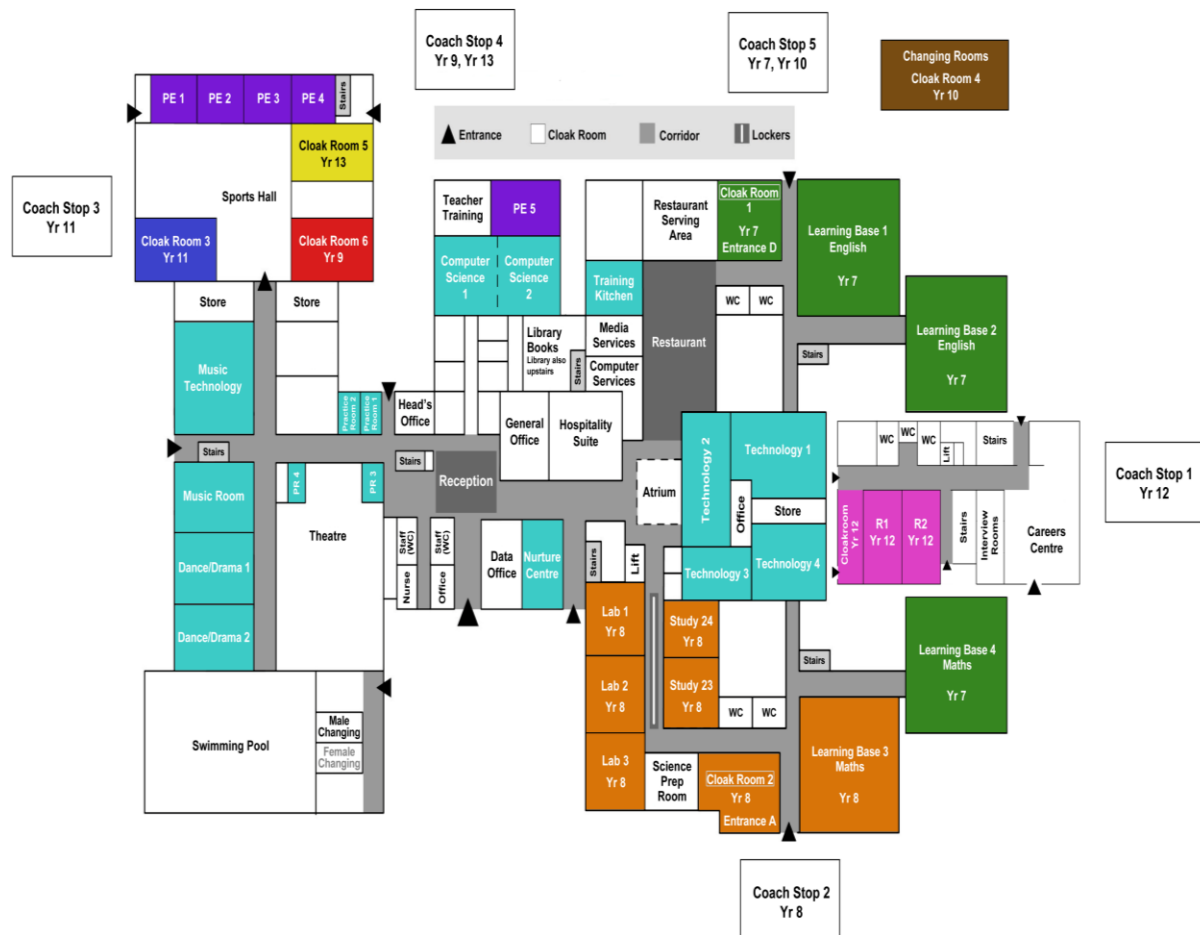 Coach Stop 4
Yr 9, Yr 13
Coach Stop 5
Yr 7, Yr 10
Changing Rooms
Cloak Room 4
Yr 10
PE 1
PE 2
PE 3
PE 4
Stairs
Entrance
Cloak Room
Corridor
Lockers
Cloak Room 5
Yr 13
Sports Hall
Coach Stop 3
Yr 11
Cloak Room 3
Yr 11
Cloak Room 6
Yr 9
Teacher
Training
PE 5
Restaurant
Serving
Area
Cloak Room
1
Yr 7
Entrance D
Learning Base 1
English
Yr 7
Computer
Science
1
Computer
Science
2
Training
Kitchen
WC
WC
Learning Base 2
English
Yr 7
Store
Store
Music
Technology
Library
Books
Library also
upstairs
Stairs
Media
Services
Computer
Services
Restaurant
Stairs
Practice
Room 2
Practice
Room 1
Head's
Office
General
Office
Hospitality
Suite
Technology 2
Technology 1
WC
WC
WC
Lift
Stairs
Coach Stop 1
Yr 12
Stairs
Stairs
Reception
Atrium
Office
Store
Music Room
PR 4
PR 3
Theatre
Cloakroom
Yr 12
R1
Yr 12
R2
Yr 12
Stairs
Interview
Rooms
Careers
Centre
Dance/Drama 1
Staff
(WC)
Nurse
Staff
(WC)
Office
Data
Office
Nurture
Centre
Stairs
Lift
Technology 3
Technology 4
Dance/Drama 2
Lab 1
Yr 8
Study 24
Yr 8
Stairs
Learning Base 4
Maths
Yr 7
Lab 2
Yr 8
Study 23
Yr 8
WC
WC
Swimming Pool
Male
Changing
Female
Changing
Lab 3
Yr 8
Science
Prep
Room
Cloak Room 2
Yr 8
Entrance A
Learning Base 3
Maths
Yr 8
Coach Stop 2
Yr 8